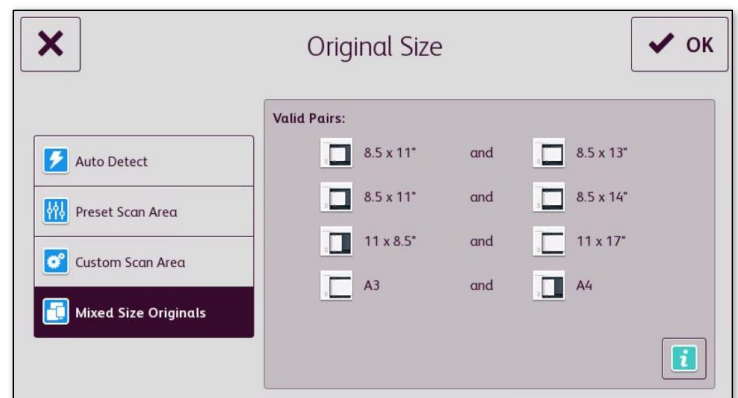 Original Size
OK
Auto Detect
Preset Scan Area
Custom Scan Area
Mixed Size Originals
Valid Pairs:
8.5 x 11" and 8.5 x 13"
8.5 x 11" and 8.5 x 14"
11 x 8.5" and 11 x 17"
A3 and A4
i